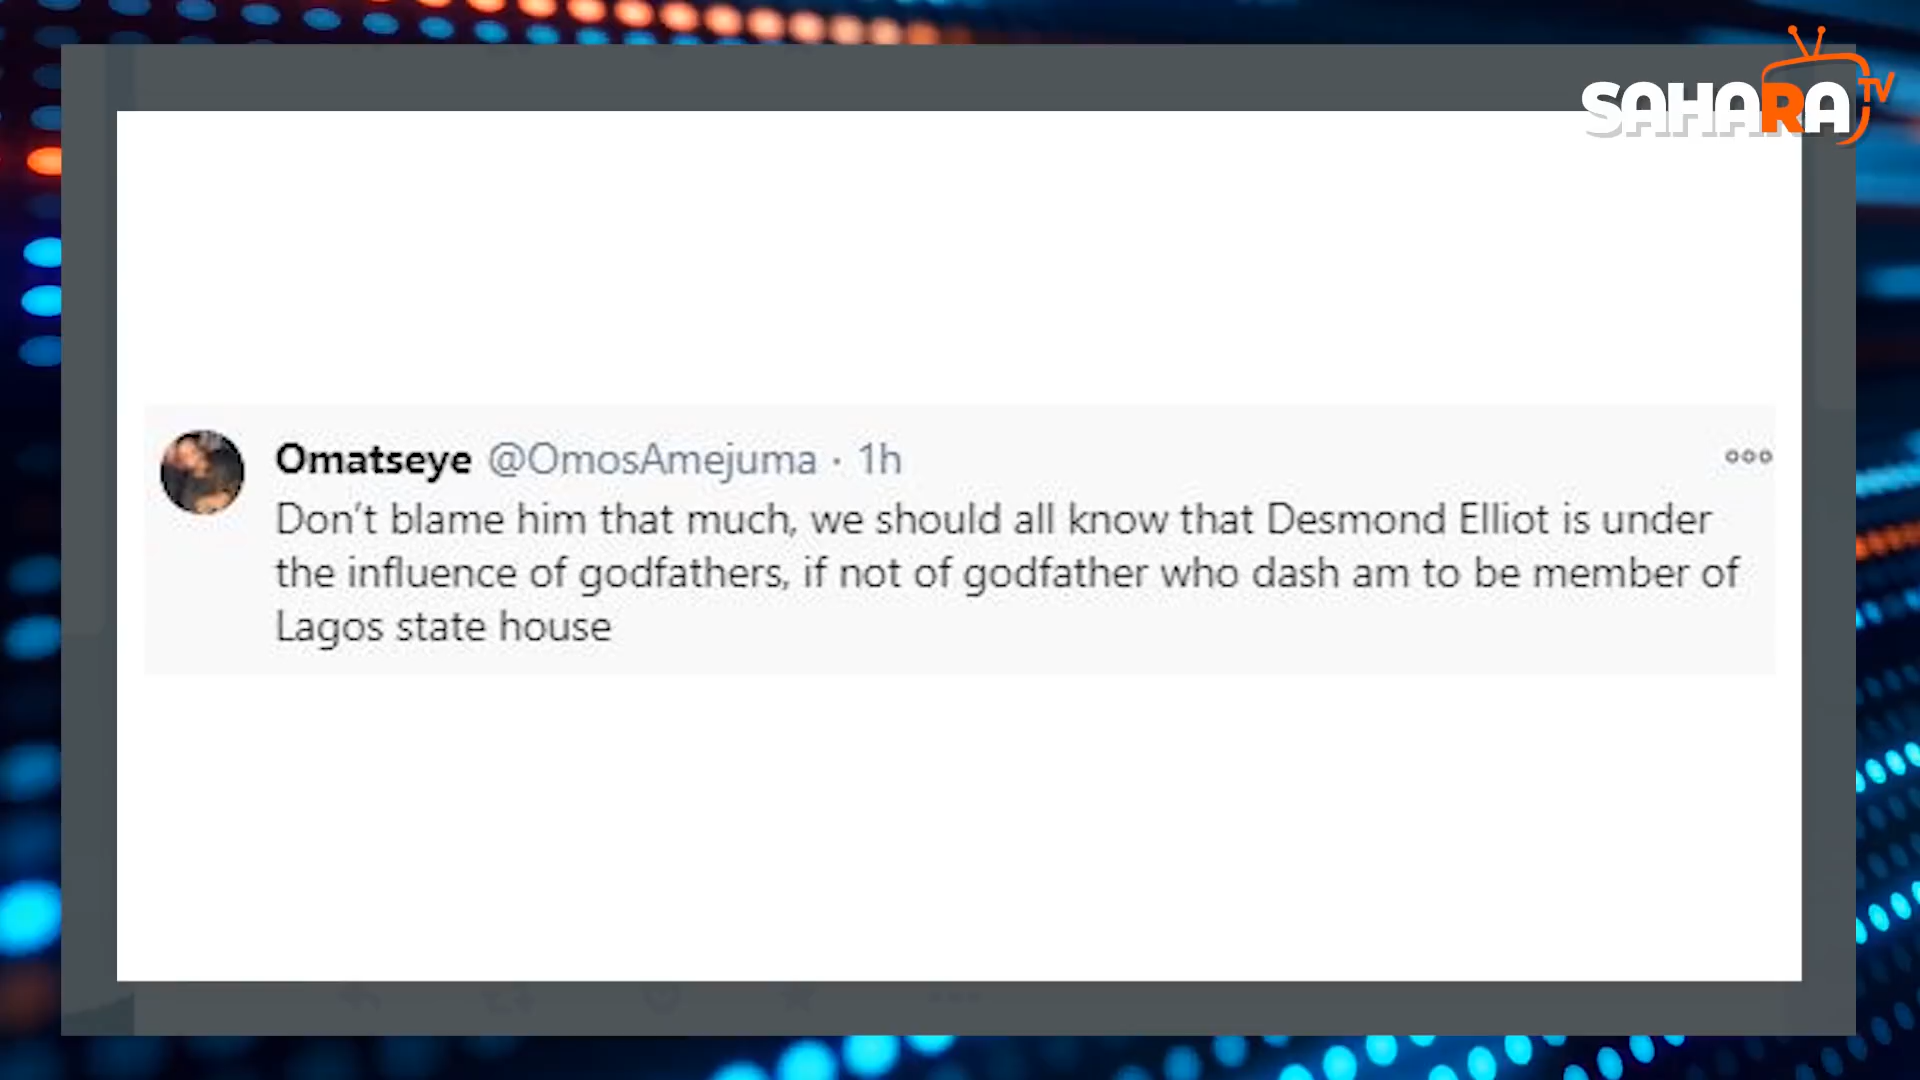 SAHARA TV
Omatseye @OmosAmejuma · 1h
Don't blame him that much, we should all know that Desmond Elliot is under
the influence of godfathers, if not of godfather who dash am to be member of
Lagos state house